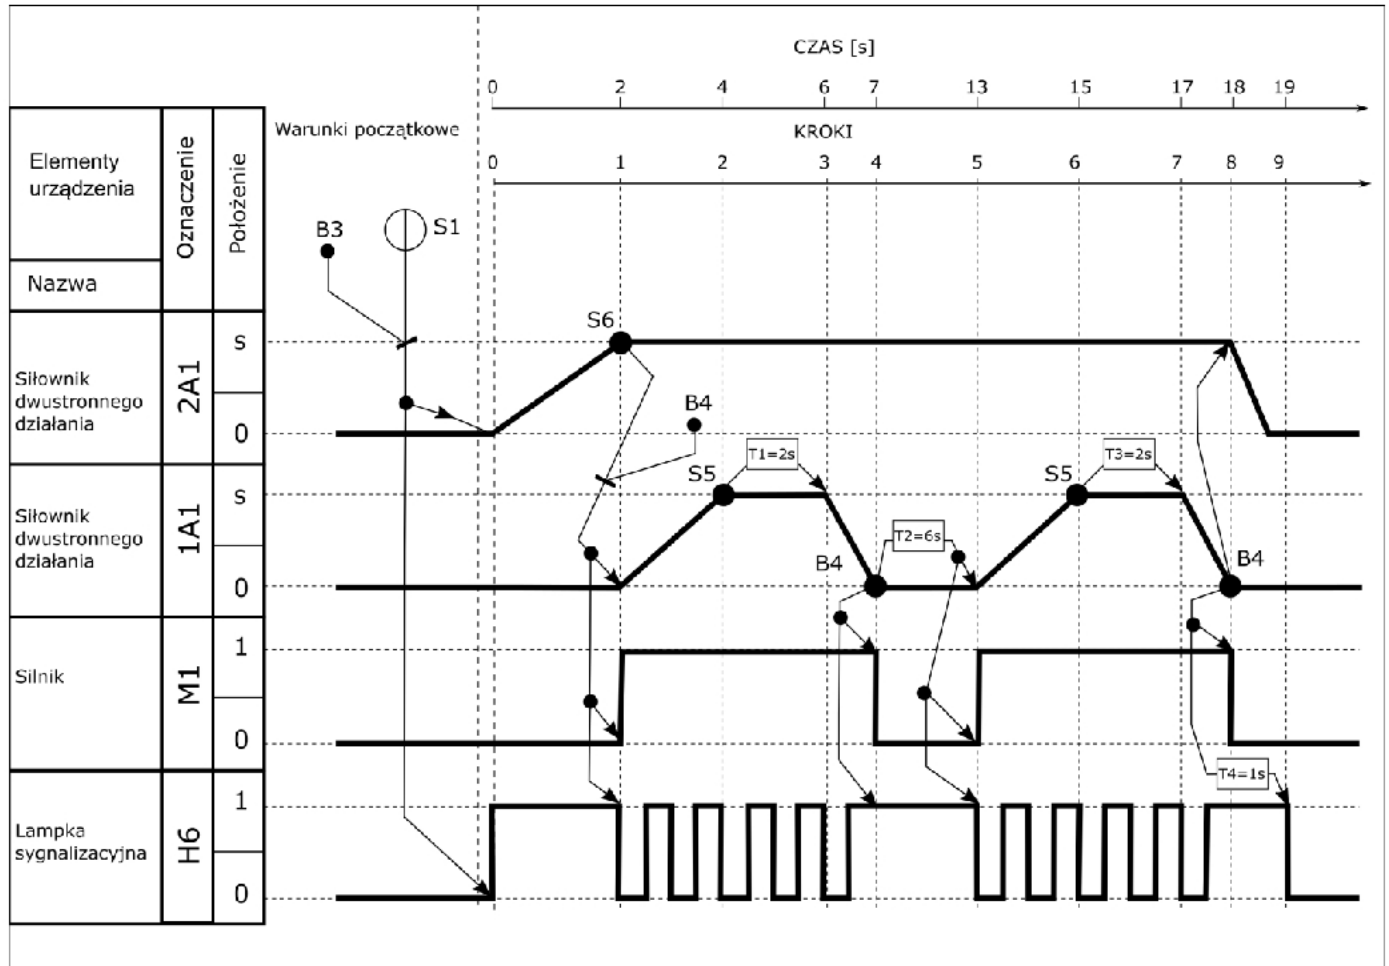 CZAS [s]
0 2 4 6 7 13 15 17 18 19
Warunki początkowe
KROKI
0 1 2 3 4 5 6 7 8 9
Elementy
urządzenia
Nazwa
Oznaczenie
Położenie
B3
S1
Siłownik
dwustronnego
działania
2A1
s
0
S6
B4
Siłownik
dwustronnego
działania
1A1
s
0
S5
T1=2s
B4
T2=6s
S5
T3=2s
B4
Silnik
M1
1
0
Lampka
sygnalizacyjna
H6
1
0
T4=1s